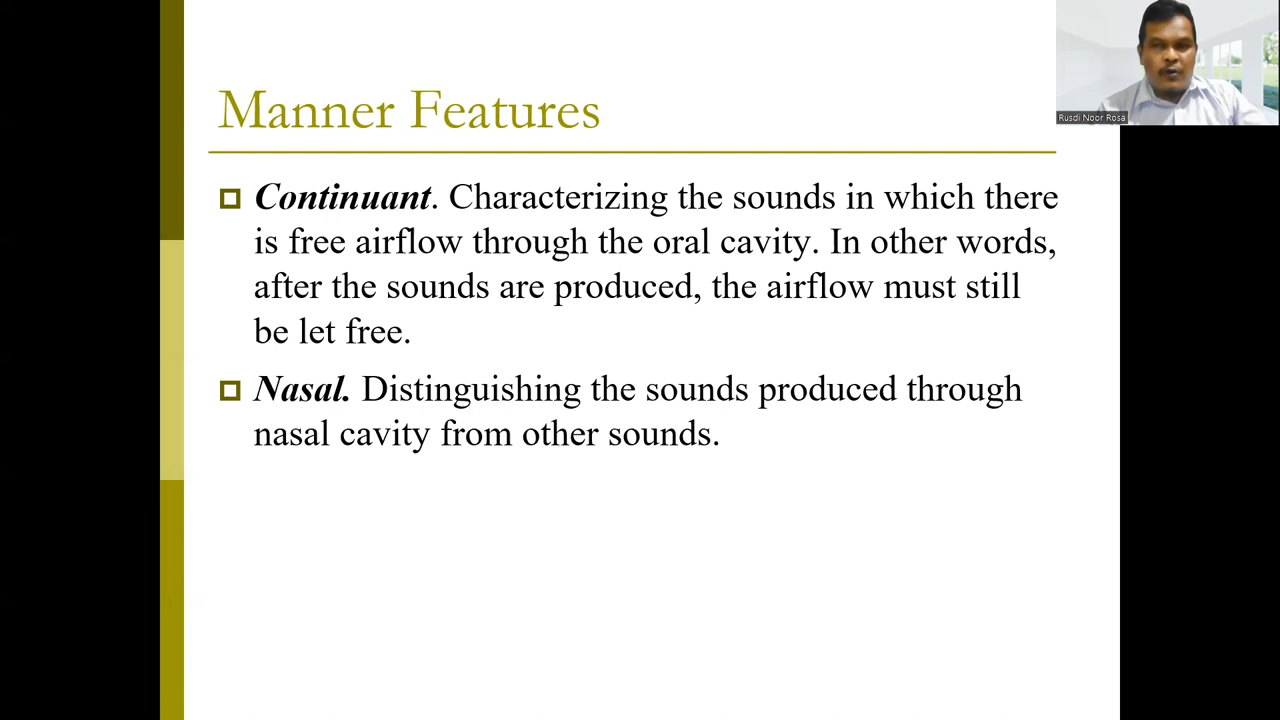 Manner Features
Rusdi Noor Rosa
Continuant. Characterizing the sounds in which there
is free airflow through the oral cavity. In other words,
after the sounds are produced, the airflow must still
be let free.
Nasal. Distinguishing the sounds produced through
nasal cavity from other sounds.